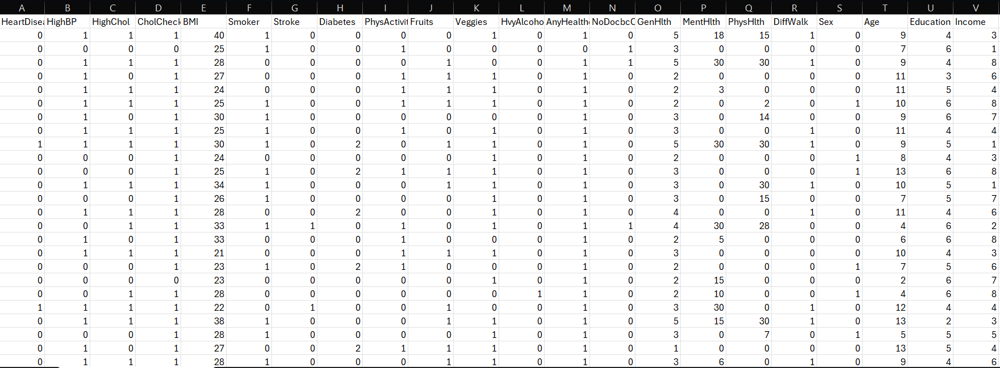 A B C D E F G H I J K L M N O P Q R S T U V
HeartDisea HighBP HighChol CholCheck BMI Smoker Stroke Diabetes PhysActivit Fruits Veggies HvyAlcoho AnyHealthc NoDocbcC GenHlth MentHlth PhysHlth DiffWalk Sex Age Education Income
0 1 1 1 40 1 0 0 0 0 1 0 1 0 5 18 15 1 0 9 4 3
0 0 0 0 25 1 0 0 1 0 0 0 0 1 3 0 0 0 0 7 6 1
0 1 1 1 28 0 0 0 0 1 0 0 1 1 5 30 30 1 0 9 4 8
0 1 0 1 27 0 0 0 1 1 1 0 1 0 2 0 0 0 0 11 3 6
0 1 1 1 24 0 0 0 1 1 1 0 1 0 2 3 0 0 0 11 5 4
0 1 1 1 25 1 0 0 1 1 1 0 1 0 2 0 2 0 1 10 6 8
0 1 0 1 30 1 0 0 0 0 0 0 1 0 3 0 14 0 0 9 6 7
0 1 1 1 25 1 0 0 1 0 1 0 1 0 3 0 0 1 0 11 4 4
1 1 1 1 30 1 0 2 0 1 1 0 1 0 5 30 30 1 0 9 5 1
0 0 0 1 24 0 0 0 0 0 1 0 1 0 2 0 0 0 1 8 4 3
0 0 0 1 25 1 0 2 1 1 1 0 1 0 3 0 0 0 1 13 6 8
0 1 1 1 34 1 0 0 0 1 1 0 1 0 3 0 30 1 0 10 5 1
0 0 0 1 26 1 0 0 0 0 1 0 1 0 3 0 15 0 0 7 5 7
0 1 1 1 28 0 0 2 0 0 1 0 1 0 4 0 0 1 0 11 4 6
0 0 1 1 33 1 1 0 1 0 1 0 1 1 4 30 28 0 0 4 6 2
0 1 0 1 33 0 0 0 1 0 0 0 1 0 2 5 0 0 0 6 6 8
0 1 1 1 21 0 0 0 1 1 1 0 1 0 3 0 0 0 0 10 4 3
0 0 0 1 23 1 0 2 1 0 0 0 1 0 2 0 0 0 1 7 5 6
0 0 0 0 23 0 0 0 0 0 1 0 1 0 2 15 0 0 0 2 6 7
0 0 1 1 28 0 0 0 0 0 0 1 1 0 2 10 0 0 1 4 6 8
1 1 1 1 22 0 1 0 0 1 0 0 1 0 3 30 0 1 0 12 4 4
0 1 1 1 38 1 0 0 0 1 1 0 1 0 5 15 30 1 0 13 2 3
0 0 0 1 28 1 0 0 0 0 1 0 1 0 3 0 7 0 1 5 5 5
0 1 0 1 27 0 0 2 1 1 1 0 1 0 1 0 0 0 0 13 5 4
0 1 1 1 28 1 0 0 0 1 1 0 1 0 3 6 0 1 0 9 4 6